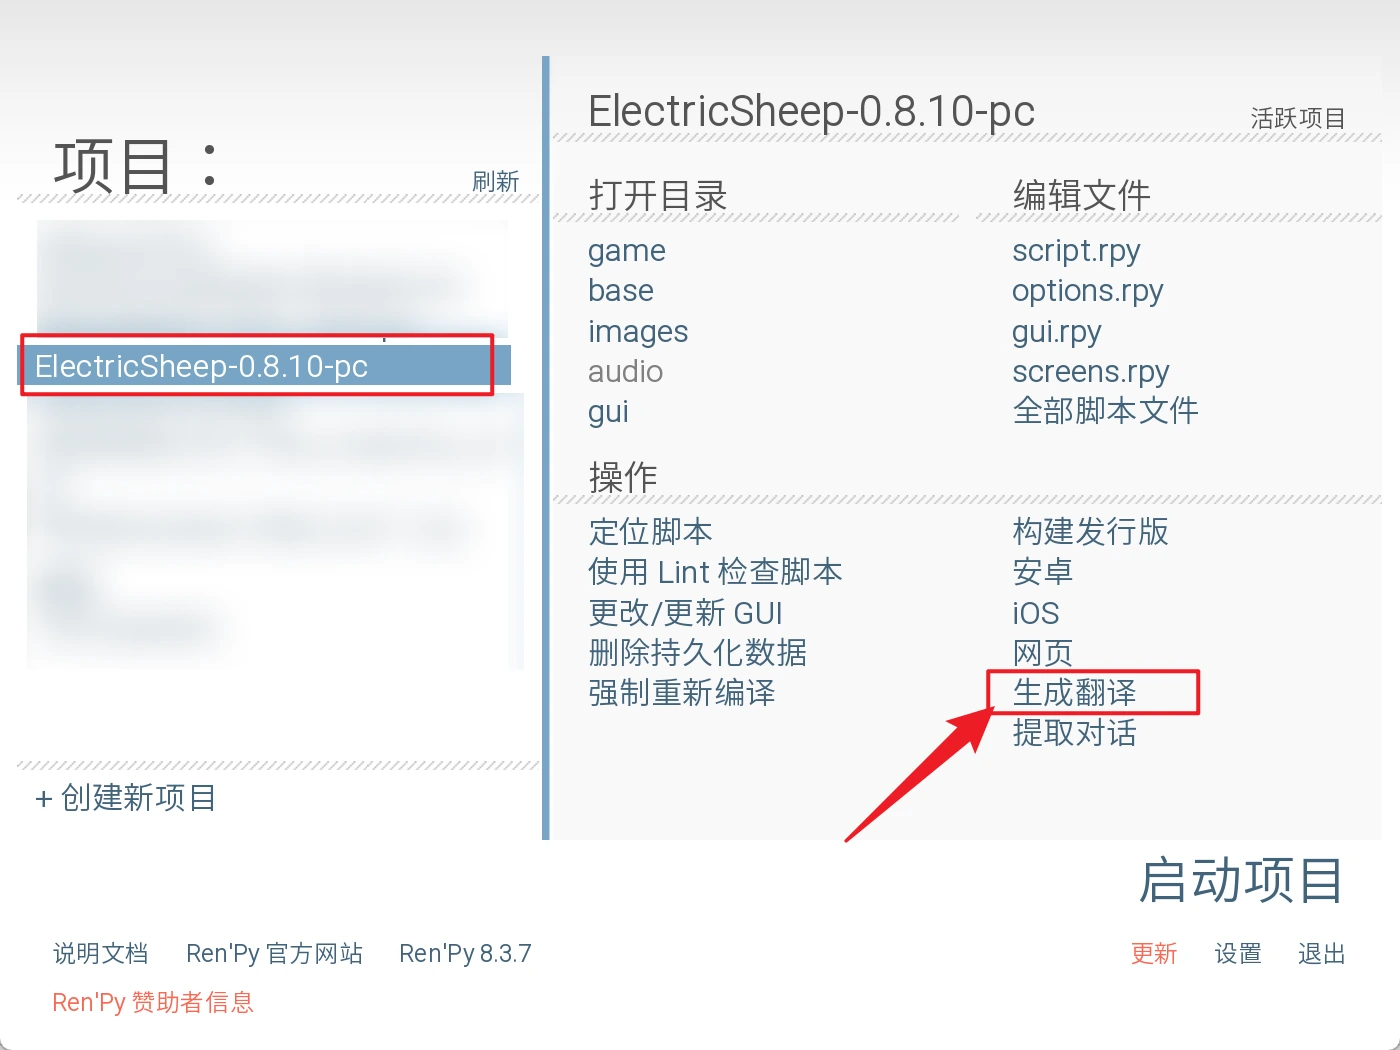 项目：
刷新
ElectricSheep-0.8.10-pc
+ 创建新项目
ElectricSheep-0.8.10-pc
活跃项目
打开目录
game
base
images
audio
gui
编辑文件
script.rpy
options.rpy
gui.rpy
screens.rpy
全部脚本文件
操作
定位脚本
使用 Lint 检查脚本
更改/更新 GUI
删除持久化数据
强制重新编译
构建发行版
安卓
iOS
网页
生成翻译
提取对话
启动项目
说明文档
Ren'Py 官方网站
Ren'Py 8.3.7
更新
设置
退出
Ren'Py 赞助者信息